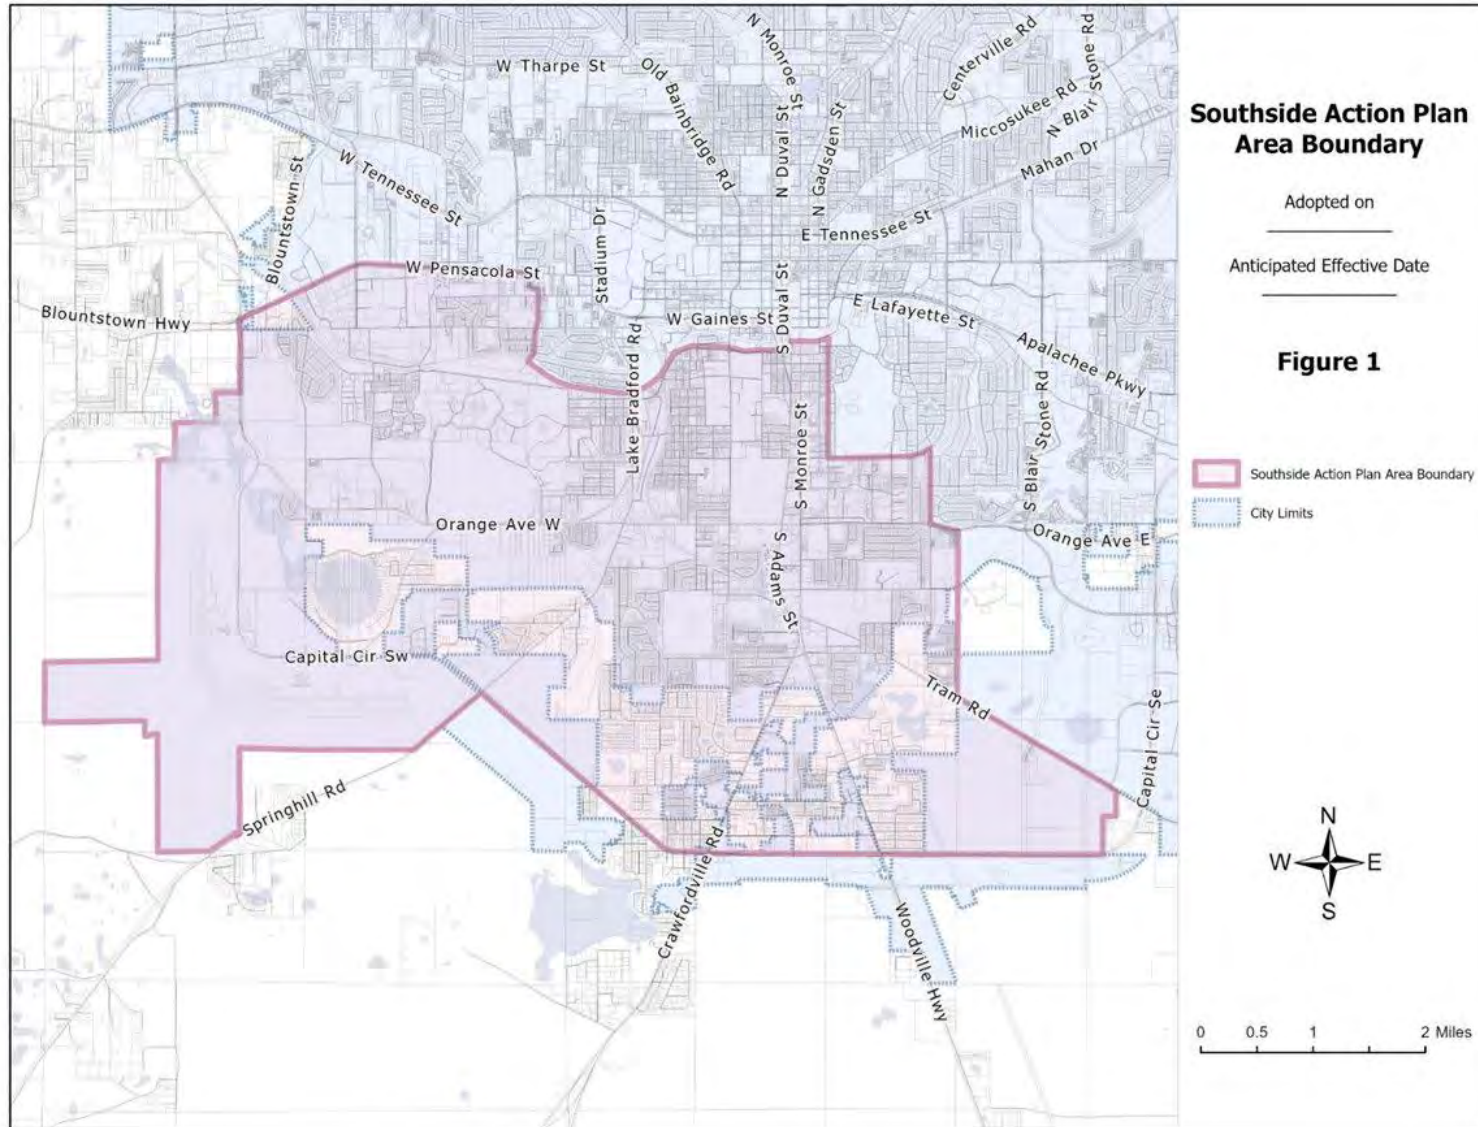 Southside Action Plan
Area Boundary
Adopted on
Anticipated Effective Date
Figure 1
Southside Action Plan Area Boundary
City Limits
N
W E
S
0 0.5 1 2 Miles
W Tharpe St
Old Bainbridge Rd
N Monroe St
N Duval St
N Gadsden St
Centerville Rd
Miccosukee Rd
N Blair Stone Rd
Mahan Dr
W Tennessee St
E Tennessee St
Blountstown St
Blountstown Hwy
W Pensacola St
Stadium Dr
Lake Bradford Rd
W Gaines St
S Duval St
E Lafayette St
Apalachee Pkwy
S Blair Stone Rd
S Monroe St
Orange Ave W
Orange Ave E
S Adams St
Capital Cir Sw
Tram Rd
Capital Cir Se
Springhill Rd
Crawfordville Rd
Woodville Hwy